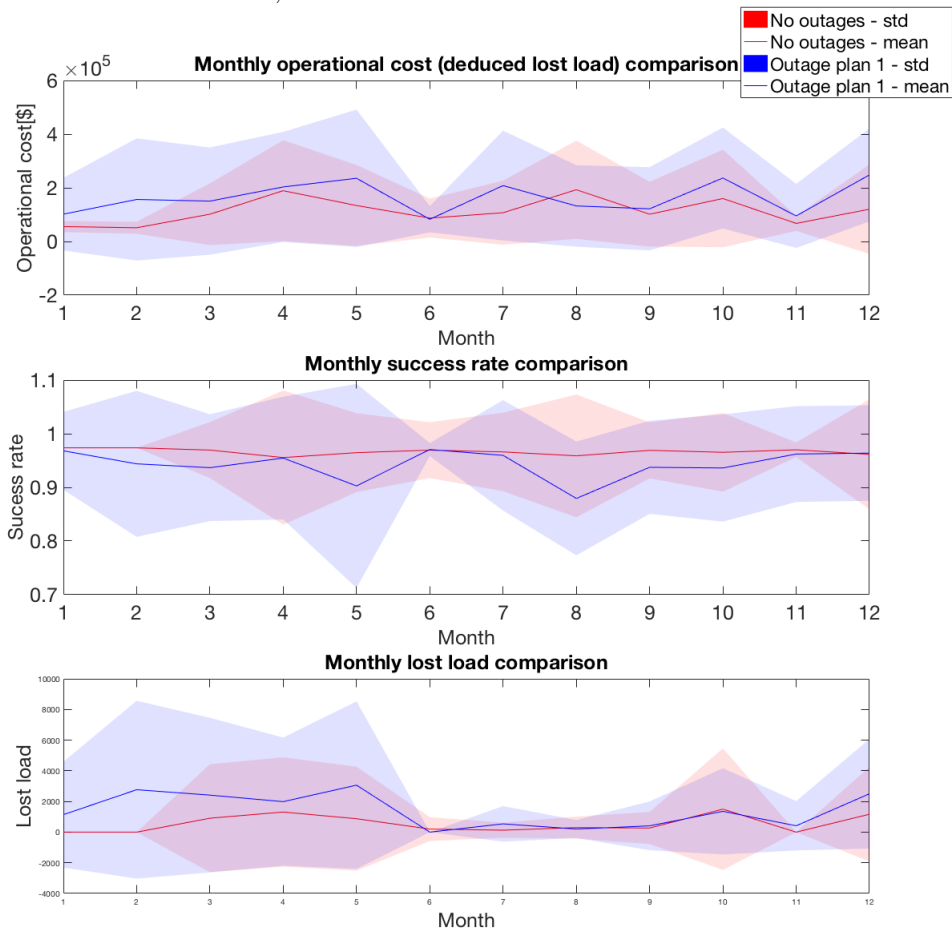 No outages - std
No outages - mean
Outage plan 1 - std
Outage plan 1 - mean
Monthly operational cost (deduced lost load) comparison
×10^5
6
4
2
0
-2
Operational cost[$]
1 2 3 4 5 6 7 8 9 10 11 12
Month
Monthly success rate comparison
1.1
1
0.9
0.8
0.7
Sucess rate
1 2 3 4 5 6 7 8 9 10 11 12
Month
Monthly lost load comparison
10000
8000
6000
4000
2000
0
-2000
-4000
Lost load
1 2 3 4 5 6 7 8 9 10 11 12
Month